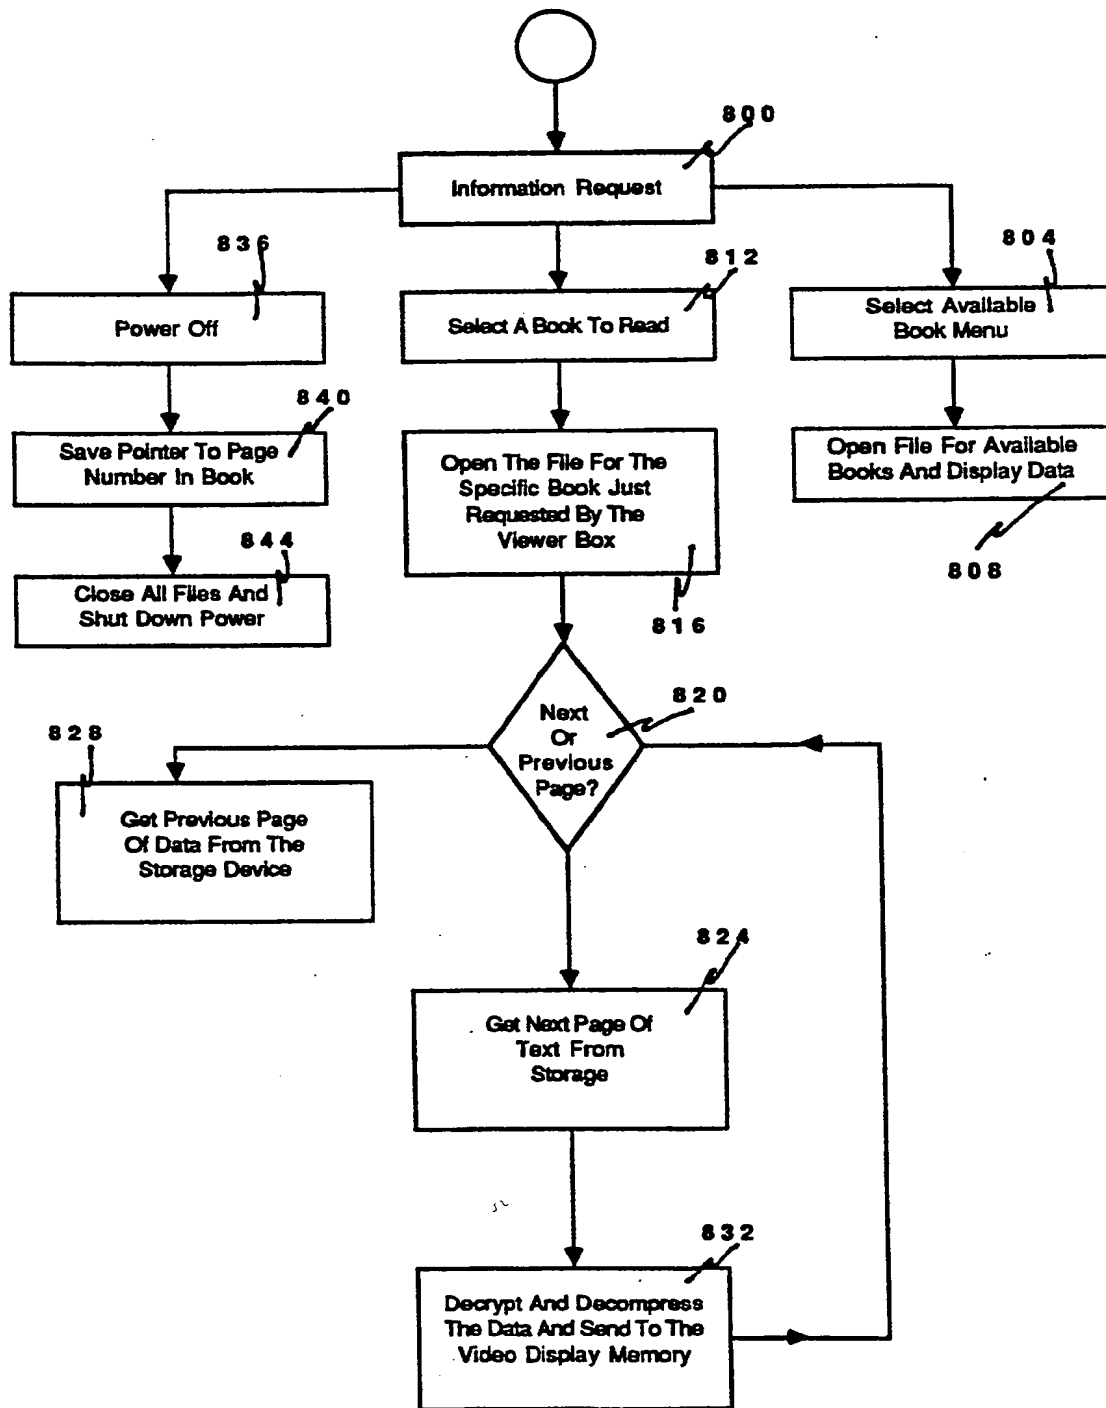 800
Information Request
836
Power Off
840
Save Pointer To Page
Number In Book
844
Close All Files And
Shut Down Power
812
Select A Book To Read
Open The File For The
Specific Book Just
Requested By The
Viewer Box
816
804
Select Available
Book Menu
Open File For Available
Books And Display Data
808
820
Next
Or
Previous
Page?
828
Get Previous Page
Of Data From The
Storage Device
824
Get Next Page Of
Text From
Storage
832
Decrypt And Decompress
The Data And Send To The
Video Display Memory